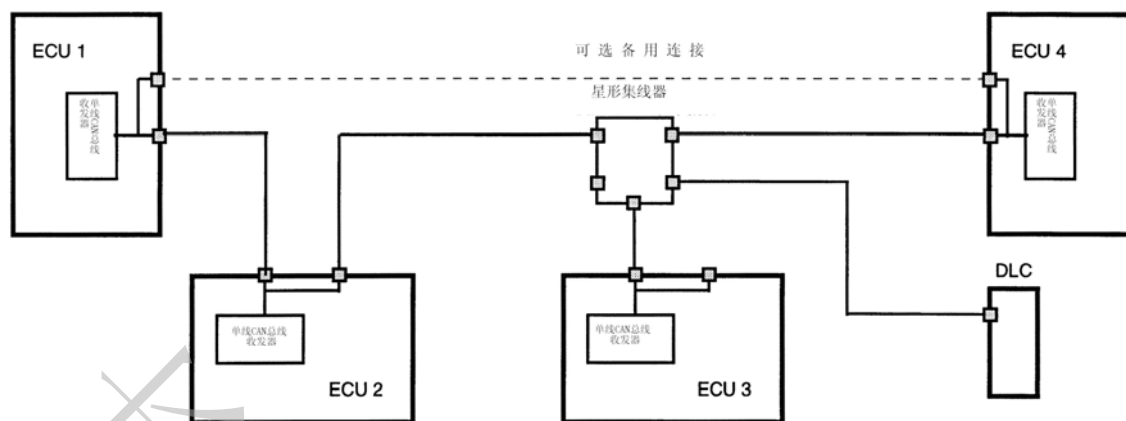 ECU 1
可选备用连接
ECU 4
星形集线器
单线CAN总线
收发器
单线CAN总线
收发器
DLC
单线CAN总线
收发器
ECU 2
单线CAN总线
收发器
ECU 3